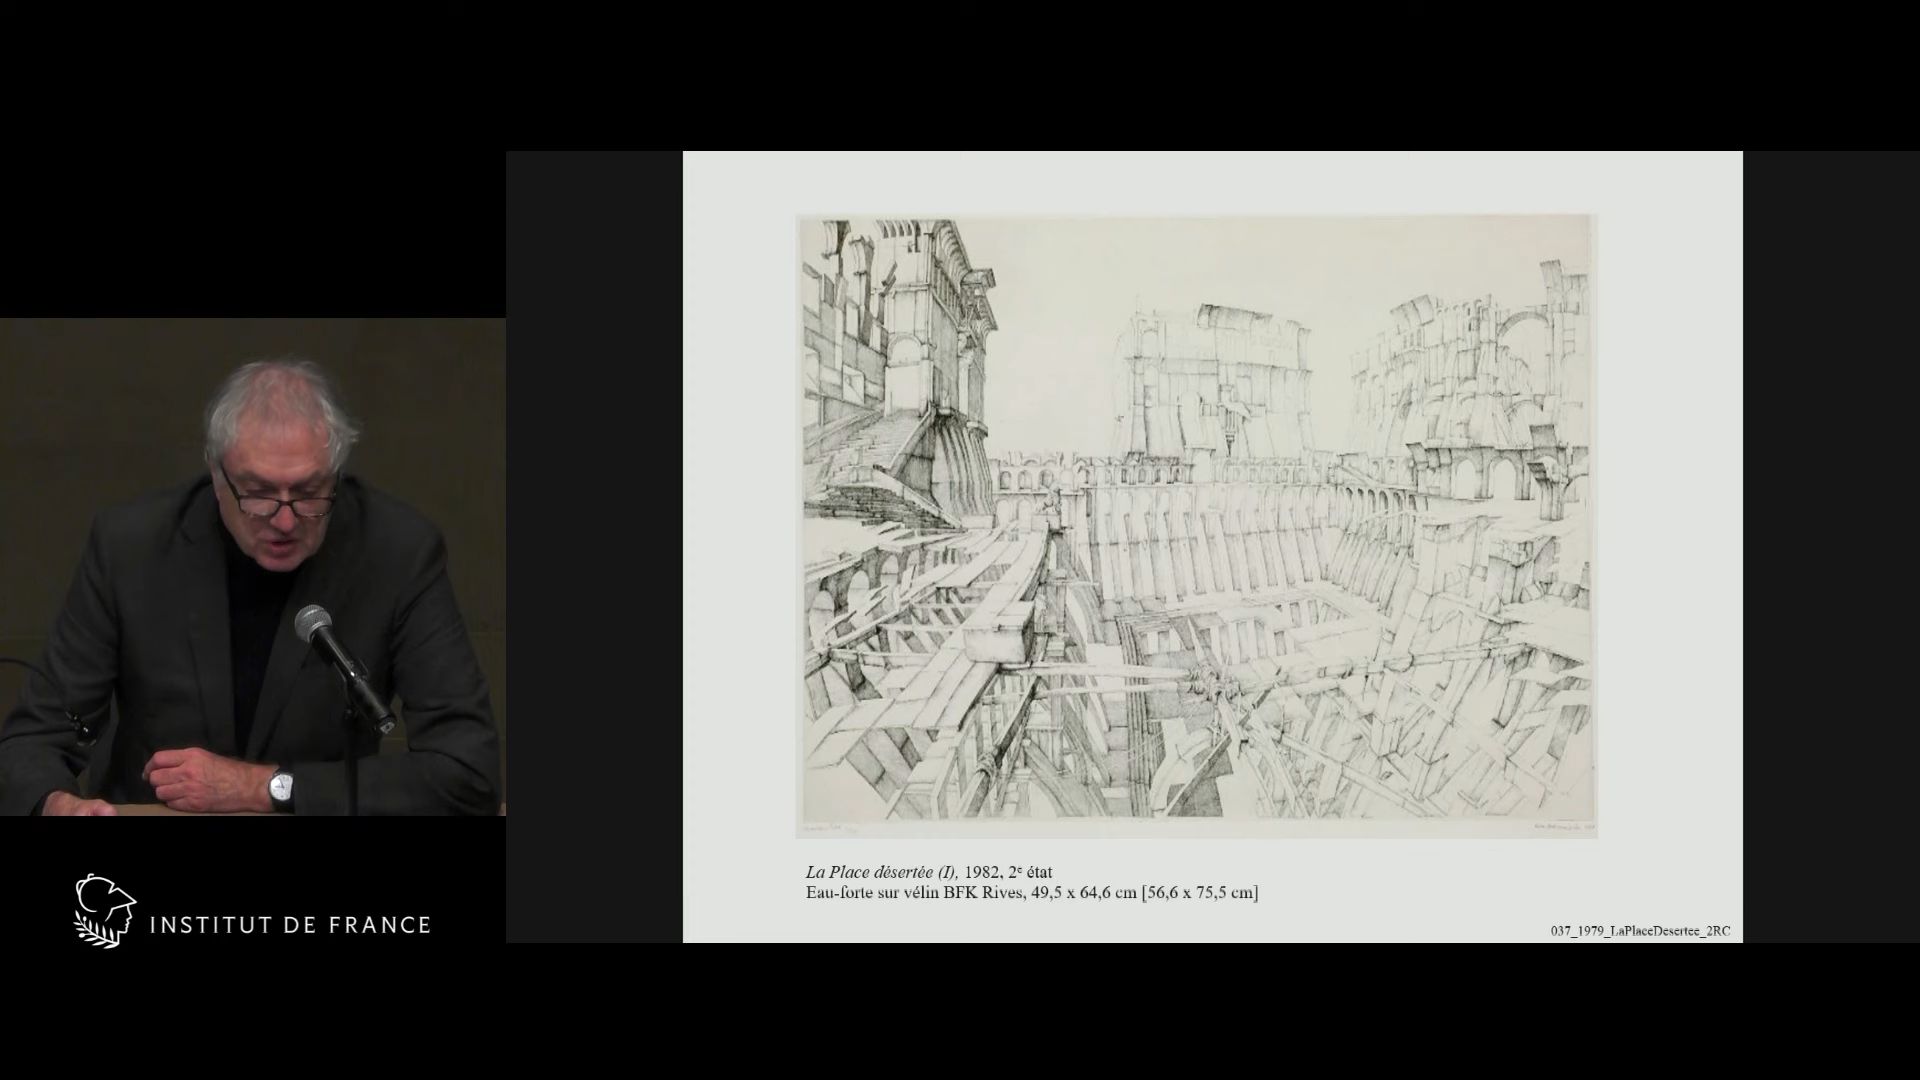 La Place désertée (I), 1982, 2e état
Eau-forte sur vélin BFK Rives, 49,5 x 64,6 cm [56,6 x 75,5 cm]
037_1979_LaPlaceDesertee_2RC
INSTITUT DE FRANCE